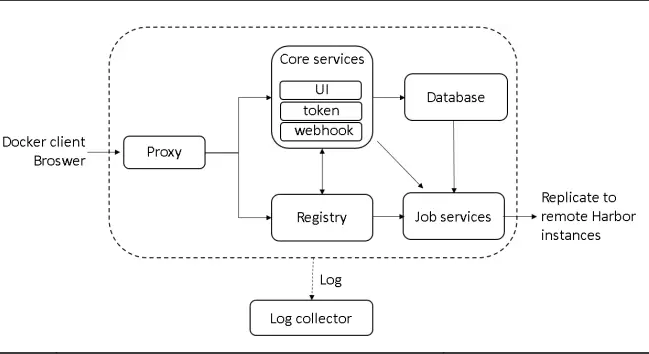 Core services
UI
token
webhook
Database
Docker client
Broswer
Proxy
Registry
Job services
Replicate to
remote Harbor
instances
Log
Log collector